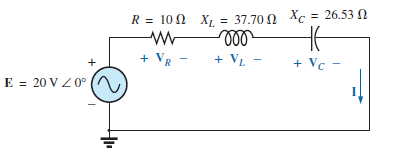 R = 10 Ω X_L = 37.70 Ω X_C = 26.53 Ω
+ V_R − + V_L − + V_C −
+
E = 20 V ∠ 0°
I
−